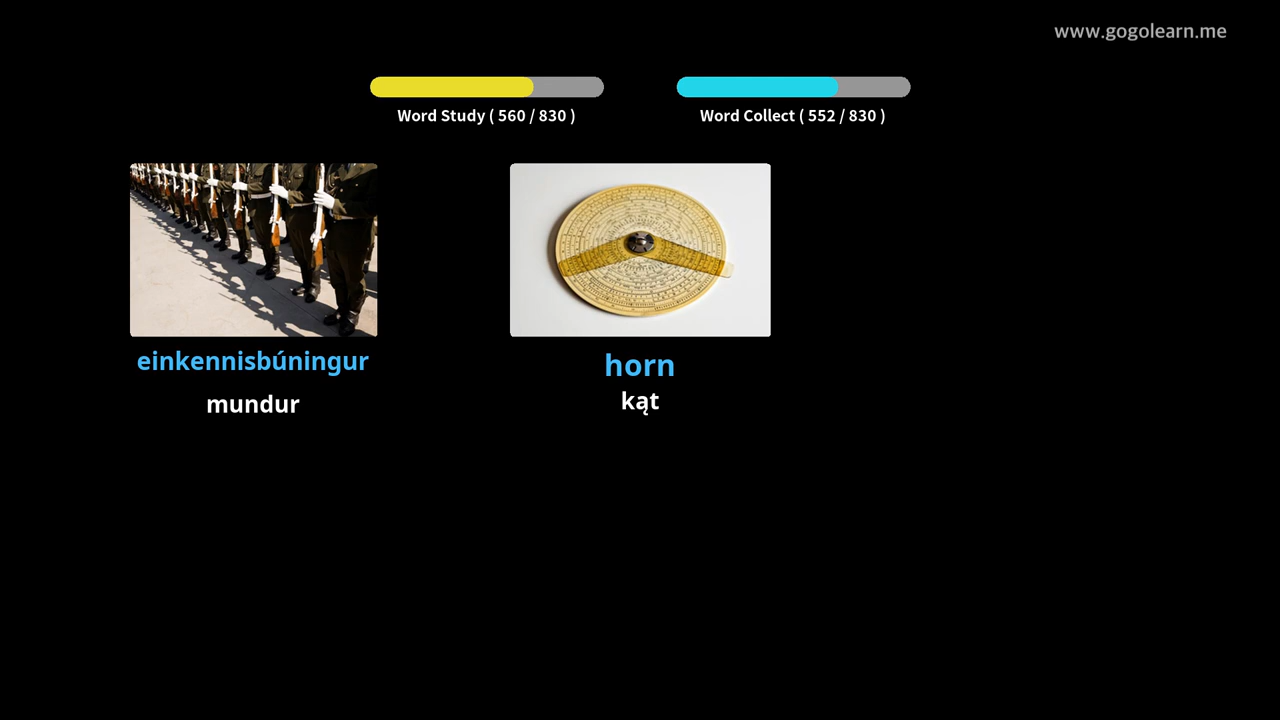 www.gogolearn.me
Word Study ( 560 / 830 )
Word Collect ( 552 / 830 )
einkennisbúningur
mundur
horn
kąt